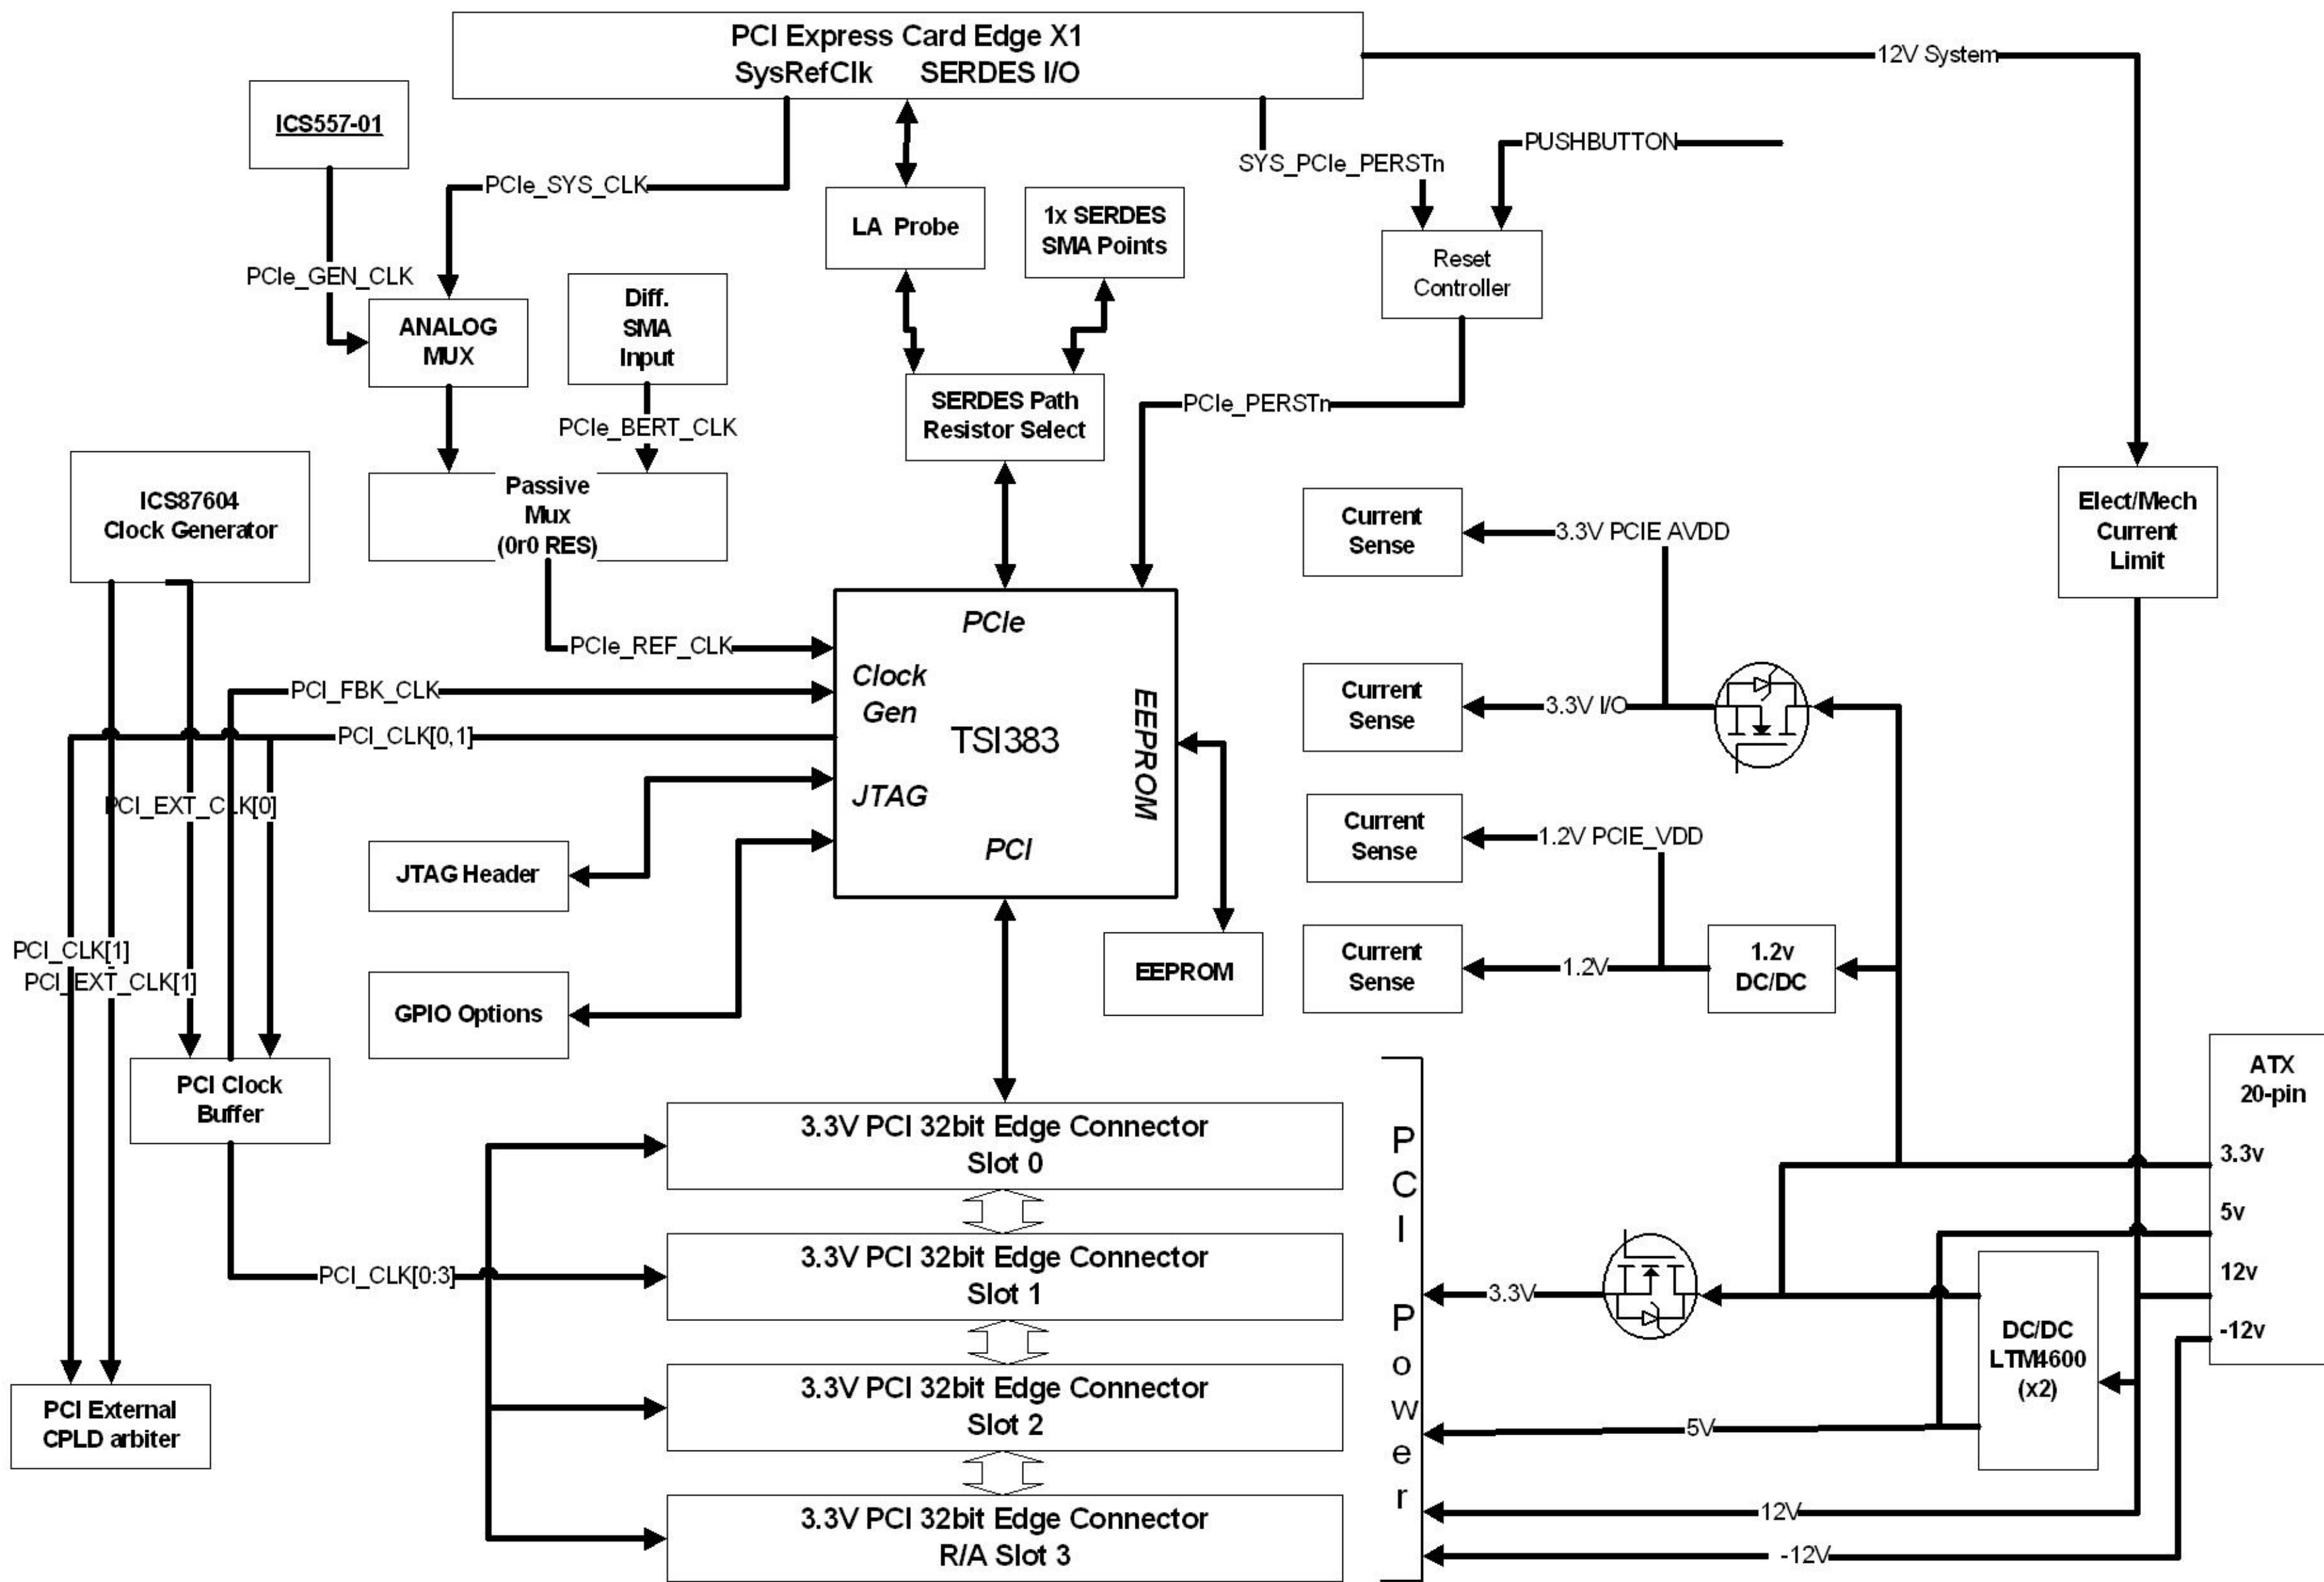 PCI Express Card Edge X1
SysRefClk SERDES I/O
12V System
ICS557-01
PUSHBUTTON
SYS_PCIe_PERSTn
PCIe_SYS_CLK
LA Probe
1x SERDES
SMA Points
Reset
Controller
PCIe_GEN_CLK
ANALOG
MUX
Diff.
SMA
Input
SERDES Path
Resistor Select
PCIe_PERSTn
PCIe_BERT_CLK
ICS87604
Clock Generator
Passive
Mux
(0r0 RES)
Current
Sense
3.3V PCIE AVDD
Elect/Mech
Current
Limit
PCIe
PCIe_REF_CLK
Clock
Gen
PCI_FBK_CLK
PCI_CLK[0,1]
TSI383
EEPROM
Current
Sense
3.3V I/O
PCI_EXT_CLK[0]
JTAG
PCI
Current
Sense
1.2V PCIE_VDD
JTAG Header
PCI_CLK[1]
PCI_EXT_CLK[1]
EEPROM
Current
Sense
1.2V
1.2v
DC/DC
GPIO Options
PCI Clock
Buffer
ATX
20-pin
3.3v
5v
12v
-12v
3.3V PCI 32bit Edge Connector
Slot 0
3.3V PCI 32bit Edge Connector
Slot 1
PCI_CLK[0:3]
PCI Power
3.3V
DC/DC
LTM4600
(x2)
3.3V PCI 32bit Edge Connector
Slot 2
5V
PCI External
CPLD arbiter
3.3V PCI 32bit Edge Connector
R/A Slot 3
12V
-12V